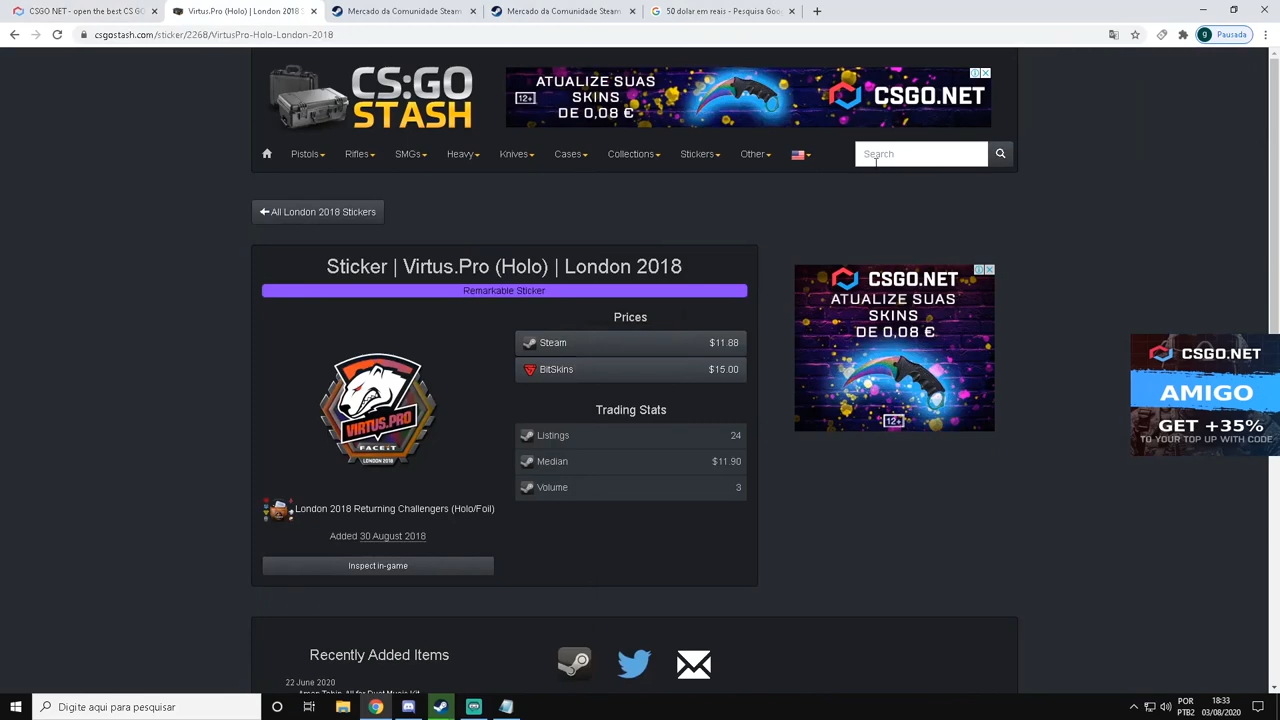 CSGO NET - open the best CS GO
Virtus.Pro (Holo) | London 2018 S
Mercado da Comunidade Steam
Mercado da Comunidade Steam
50 dolar em reais - Pesquisa Goo
csgostash.com/sticker/2268/VirtusPro-Holo-London-2018
g Pausada
CS:GO
STASH
ATUALIZE SUAS
SKINS
DE 0,08 €
12+
CSGO.NET
Pistols
Rifles
SMGs
Heavy
Knives
Cases
Collections
Stickers
Other
Search
All London 2018 Stickers
Sticker | Virtus.Pro (Holo) | London 2018
Remarkable Sticker
VIRTUS.PRO
FACEIT
LONDON 2018
London 2018 Returning Challengers (Holo/Foil)
Added 30 August 2018
Inspect in-game
Prices
Steam $11.88
BitSkins $15.00
Trading Stats
Listings 24
Median $11.90
Volume 3
CSGO.NET
ATUALIZE SUAS
SKINS
DE 0,08 €
12+
CSGO.NET
AMIGO
GET +35%
TO YOUR TOP UP WITH CODE
Recently Added Items
22 June 2020
Digite aqui para pesquisar
POR
PTB2
18:33
03/08/2020